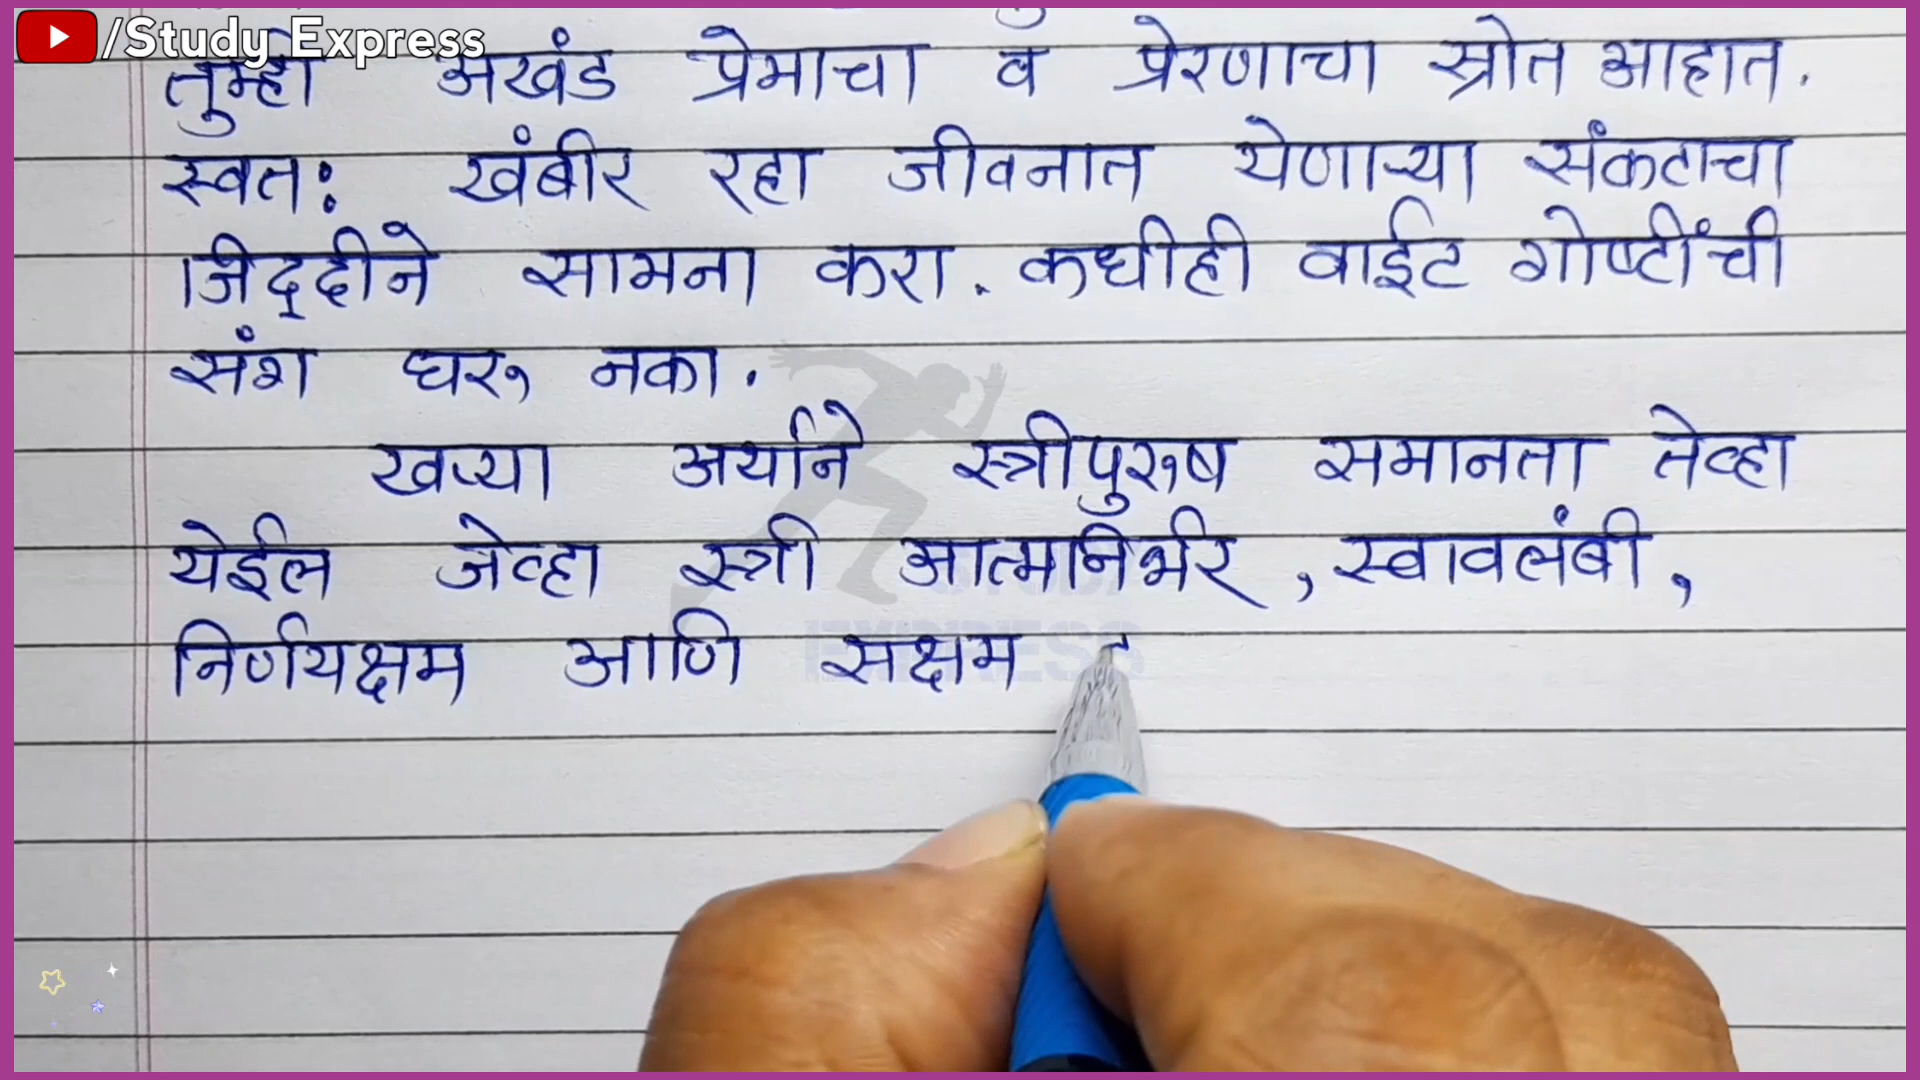 /Study Express
तुम्ही अखंड प्रेमाचा व प्रेरणाचा स्रोत आहात.
स्वतः खंबीर रहा जीवनात येणाऱ्या संकटाचा
जिद्दीने सामना करा. कधीही वाईट गोष्टींची
संग धरू नका.
खऱ्या अर्थाने स्त्रीपुरुष समानता तेव्हा
येईल जेव्हा स्त्री आत्मनिर्भर, स्वावलंबी,
निर्णयक्षम आणि सक्षम
EXPRESS